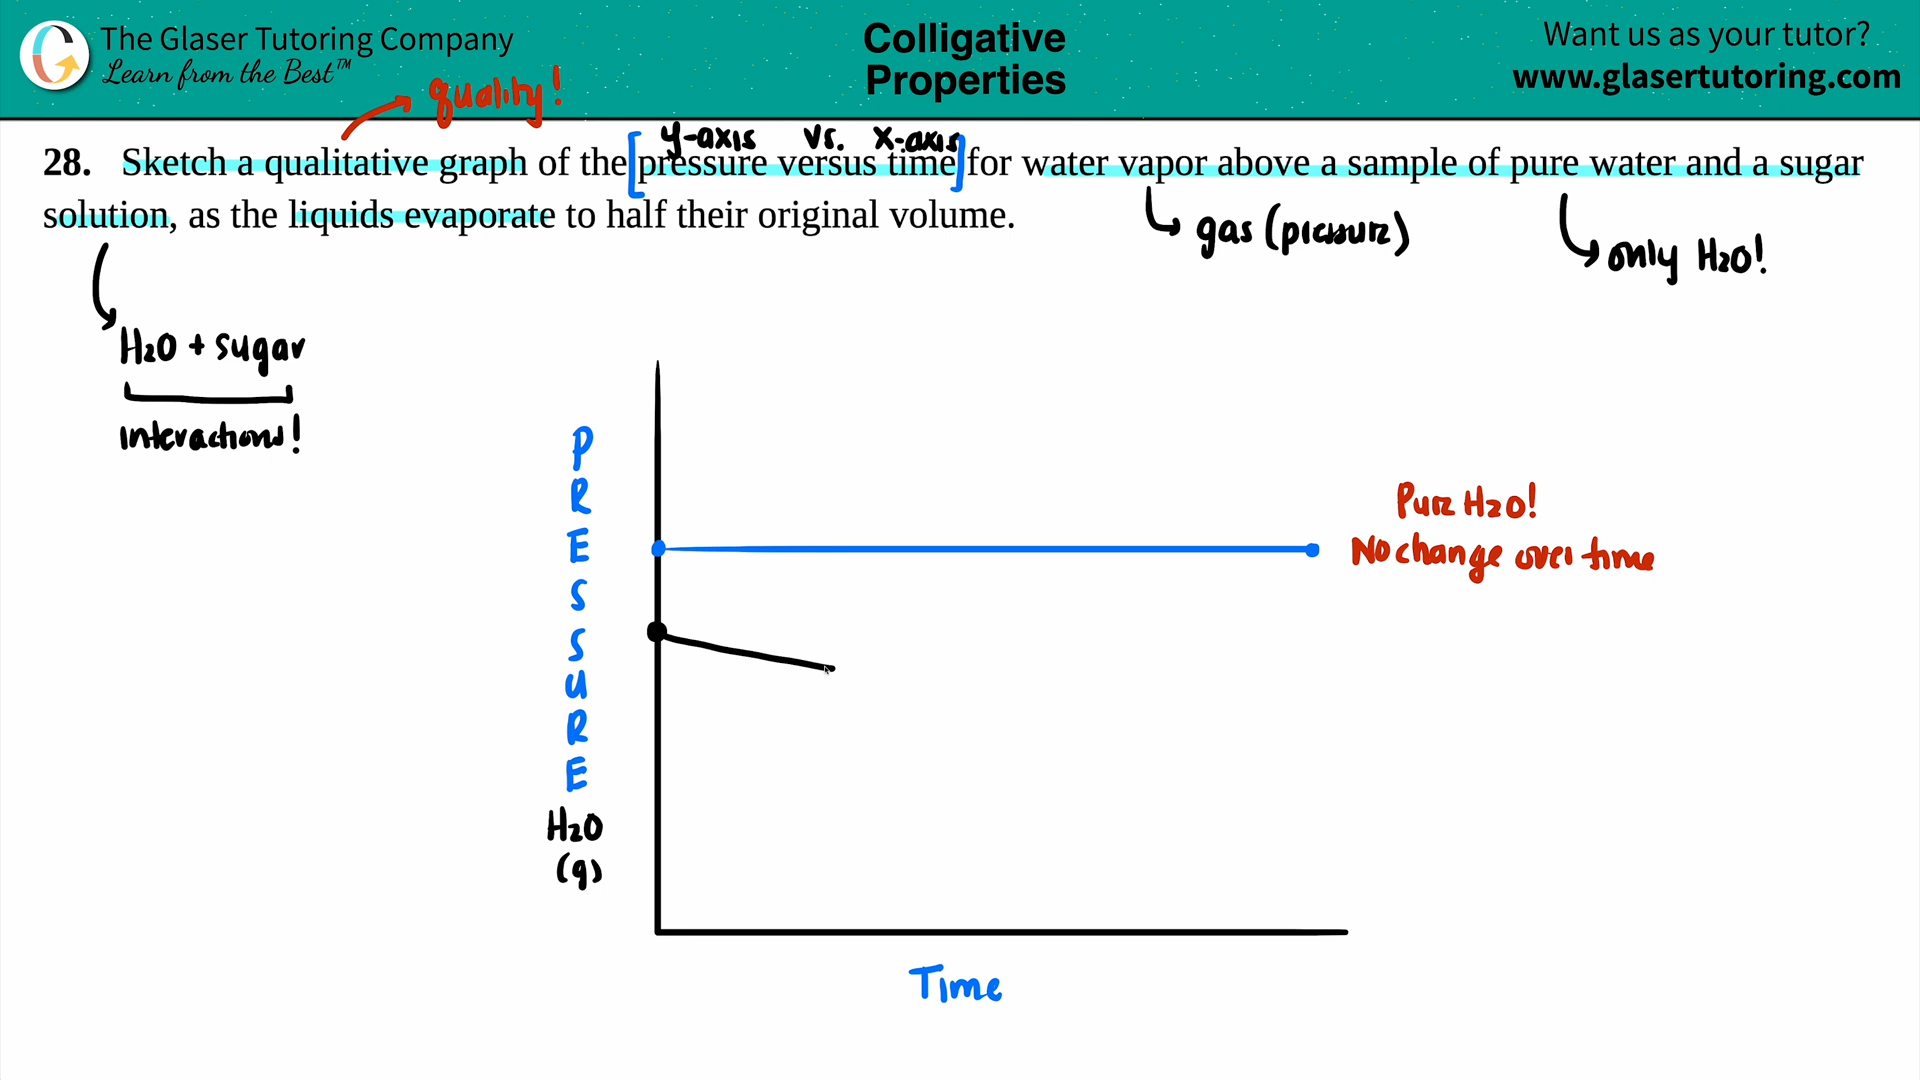 The Glaser Tutoring Company
Learn from the Best™
Colligative
Properties
Want us as your tutor?
www.glasertutoring.com
quality!
y-axis vs. x-axis
28. Sketch a qualitative graph of the [pressure versus time] for water vapor above a sample of pure water and a sugar
solution, as the liquids evaporate to half their original volume.
gas (pressure)
only H₂O!
H₂O + sugar
interactions!
PRESSURE
H₂O
(g)
Pure H₂O!
No change over time
Time